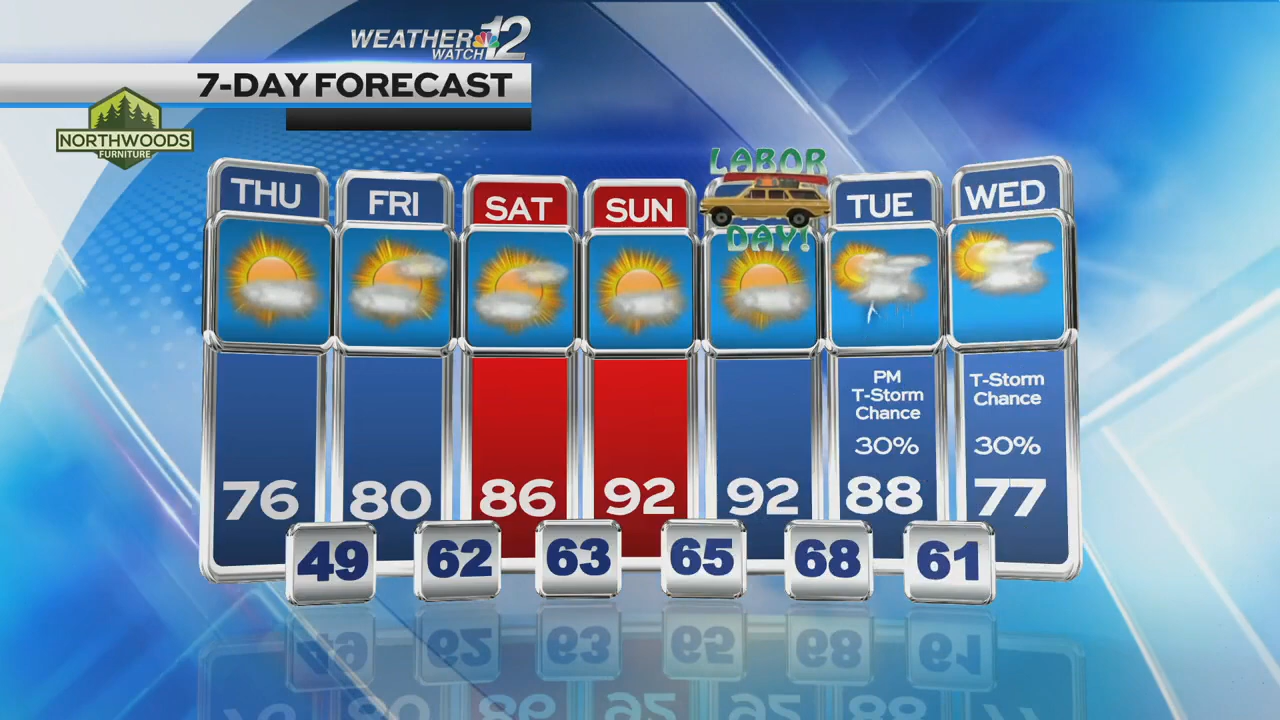 WEATHER
WATCH 12
7-DAY FORECAST
NORTHWOODS
FURNITURE
THU
FRI
SAT
SUN
LABOR
DAY!
TUE
WED
PM
T-Storm
Chance
30%
T-Storm
Chance
30%
76
80
86
92
92
88
77
49
62
63
65
68
61